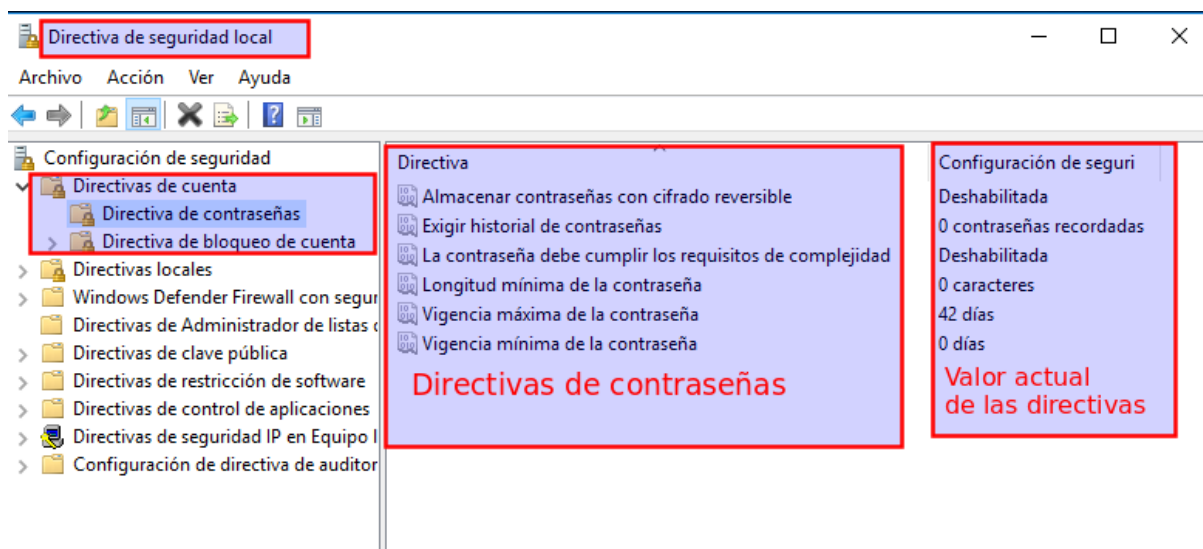 Directiva de seguridad local
Archivo Acción Ver Ayuda
Configuración de seguridad
Directivas de cuenta
Directiva de contraseñas
Directiva de bloqueo de cuenta
Directivas locales
Windows Defender Firewall con segur
Directivas de Administrador de listas
Directivas de clave pública
Directivas de restricción de software
Directivas de control de aplicaciones
Directivas de seguridad IP en Equipo l
Configuración de directiva de auditor
Directiva Configuración de seguri
Almacenar contraseñas con cifrado reversible Deshabilitada
Exigir historial de contraseñas 0 contraseñas recordadas
La contraseña debe cumplir los requisitos de complejidad Deshabilitada
Longitud mínima de la contraseña 0 caracteres
Vigencia máxima de la contraseña 42 días
Vigencia mínima de la contraseña 0 días
Directivas de contraseñas
Valor actual
de las directivas